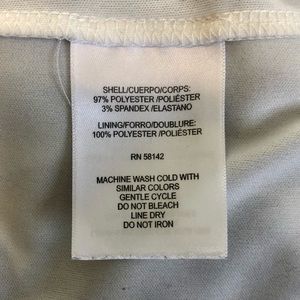 SHELL/CUERPO/CORPS:
97% POLYESTER /POLIÉSTER
3% SPANDEX /ELASTANO
LINING/FORRO/DOUBLURE:
100% POLYESTER /POLIÉSTER
RN 58142
MACHINE WASH COLD WITH
SIMILAR COLORS
GENTLE CYCLE
DO NOT BLEACH
LINE DRY
DO NOT IRON